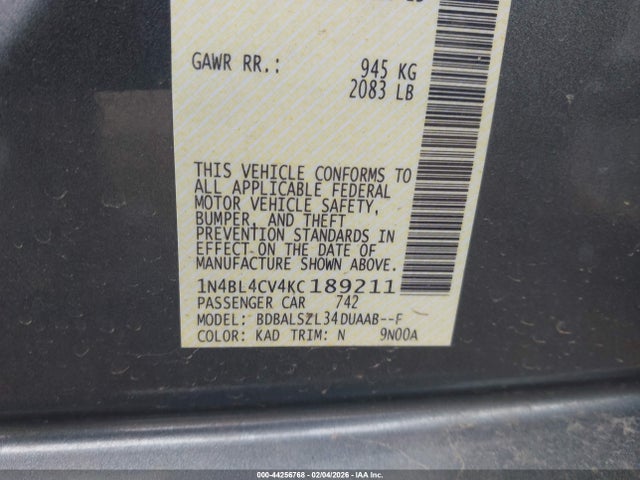 GAWR RR.: 945 KG
2083 LB
THIS VEHICLE CONFORMS TO
ALL APPLICABLE FEDERAL
MOTOR VEHICLE SAFETY,
BUMPER, AND THEFT
PREVENTION STANDARDS IN
EFFECT ON THE DATE OF
MANUFACTURE SHOWN ABOVE.
1N4BL4CV4KC189211
PASSENGER CAR 742
MODEL: BDBALSZL34DUAAB--F
COLOR: KAD TRIM: N 9N00A
000-44256768 - 02/04/2026 - IAA Inc.